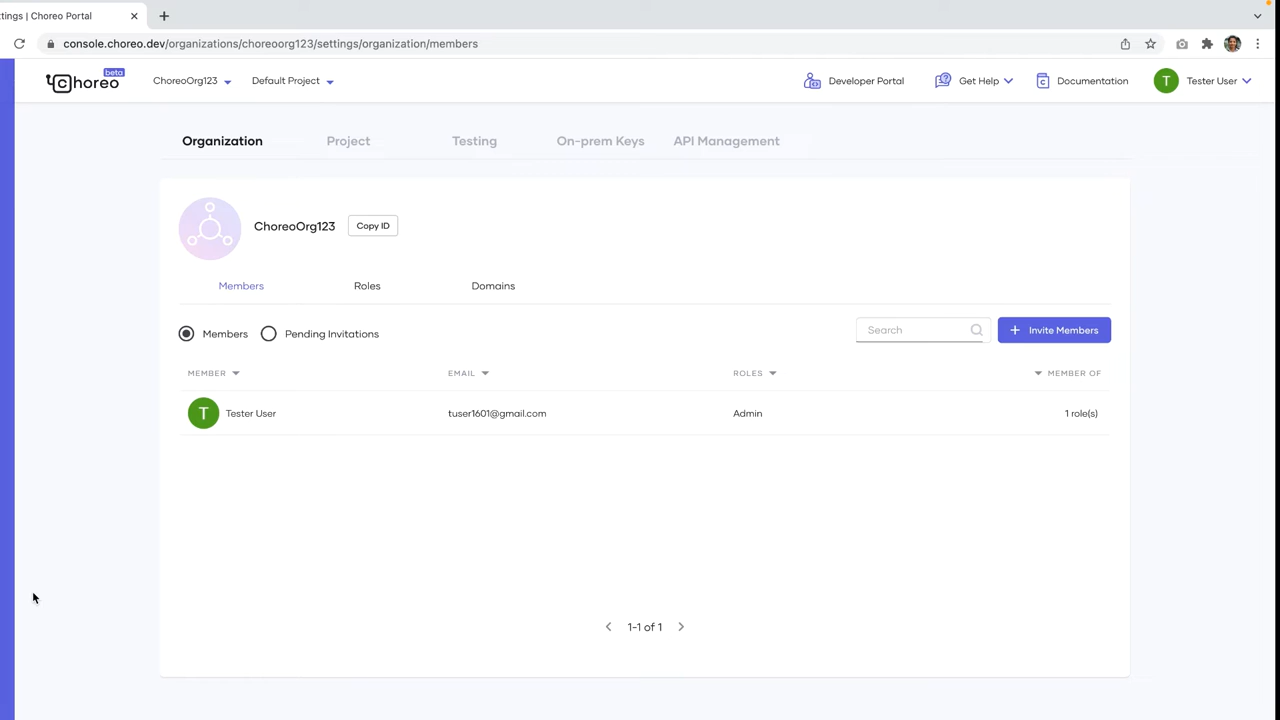 tings | Choreo Portal
console.choreo.dev/organizations/choreoorg123/settings/organization/members
choreo beta
ChoreoOrg123 Default Project Developer Portal Get Help Documentation T Tester User
Organization Project Testing On-prem Keys API Management
ChoreoOrg123 Copy ID
Members Roles Domains
Members Pending Invitations Search + Invite Members
MEMBER EMAIL ROLES MEMBER OF
T Tester User tuser1601@gmail.com Admin 1 role(s)
1-1 of 1